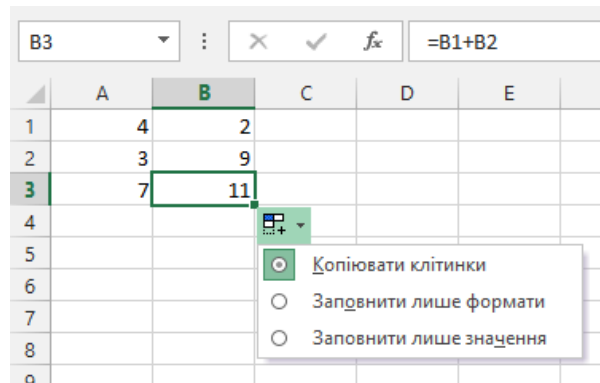 B3 fx =B1+B2
A B C D E
1 4 2
2 3 9
3 7 11
4
5 Копіювати клітинки
6 Заповнити лише формати
7 Заповнити лише значення
8
9